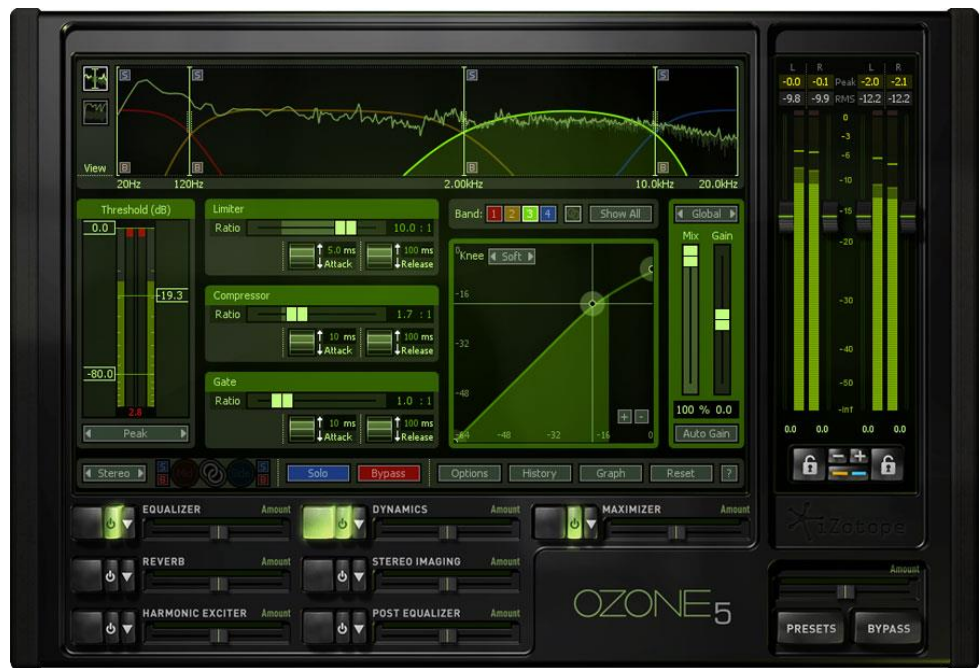 S S S S
B B
View
20Hz 120Hz 2.00kHz 10.0kHz 20.0kHz
L R L R
-0.0 -0.1 Peak -2.0 -2.1
-9.8 -9.9 RMS -12.2 -12.2
0
-3
-6
-10
-15
-20
-30
-40
-50
-Inf
0.0 0.0 0.0 0.0
Threshold (dB)
0.0
-19.3
-80.0
2.0
Peak
Limiter
Ratio 10.0 : 1
5.0 ms Attack 100 ms Release
Compressor
Ratio 1.7 : 1
10 ms Attack 100 ms Release
Gate
Ratio 1.0 : 1
10 ms Attack 100 ms Release
Band: 1 2 3 4 Show All
0 Knee Soft
-16
-32
-48
-64 -48 -32 -16 0
+ -
Global
Mix Gain
100 % 0.0
Auto Gain
Stereo S B S B Solo Bypass Options History Graph Reset ?
EQUALIZER Amount DYNAMICS Amount MAXIMIZER Amount
REVERB Amount STEREO IMAGING Amount
HARMONIC EXCITER Amount POST EQUALIZER Amount
OZONE 5
iZotope
Amount
PRESETS BYPASS